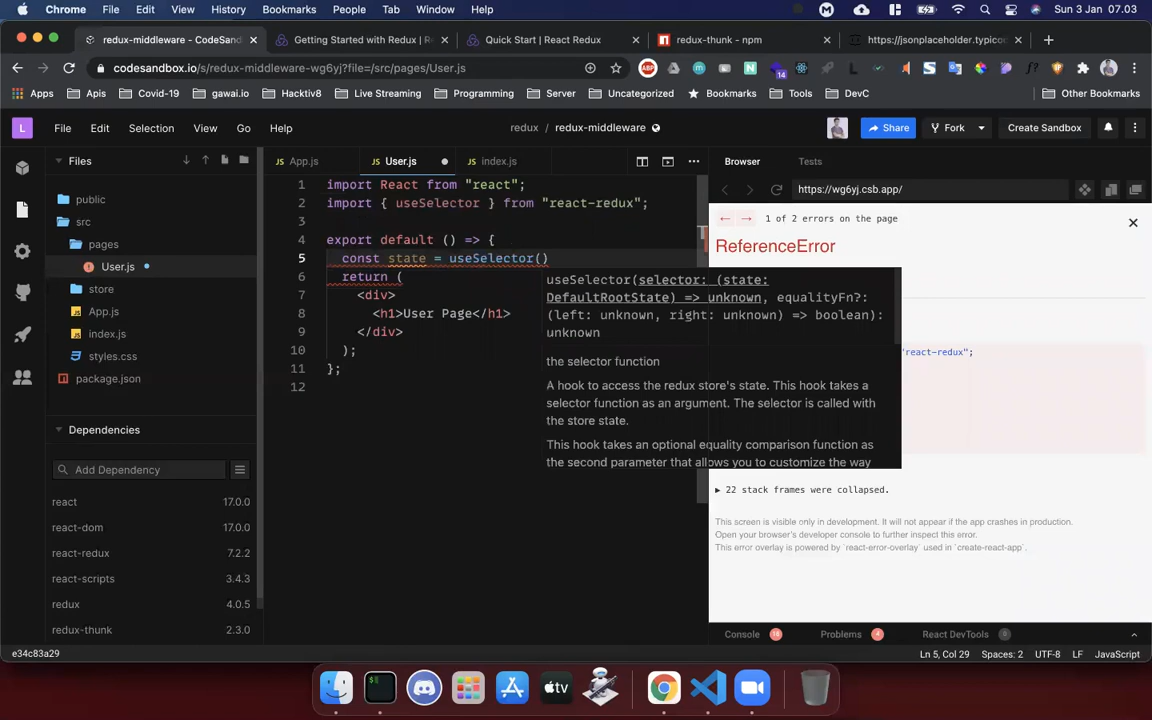 Chrome File Edit View History Bookmarks People Tab Window Help Sun 3 Jan 07.03
redux-middleware - CodeSand Getting Started with Redux | R Quick Start | React Redux redux-thunk - npm https://jsonplaceholder.typicod
codesandbox.io/s/redux-middleware-wg6yj?file=/src/pages/User.js
Apps Apis Covid-19 gawai.io Hacktiv8 Live Streaming Programming Server Uncategorized Bookmarks Tools DevC Other Bookmarks
L File Edit Selection View Go Help redux / redux-middleware Share Fork Create Sandbox
Files
App.js User.js index.js
Browser Tests
https://wg6yj.csb.app/
public
src
pages
User.js
store
App.js
index.js
styles.css
package.json
Dependencies
Add Dependency
react 17.0.0
react-dom 17.0.0
react-redux 7.2.2
react-scripts 3.4.3
redux 4.0.5
redux-thunk 2.3.0
1 import React from "react";
2 import { useSelector } from "react-redux";
3
4 export default () => {
5 const state = useSelector()
6 return (
7 <div>
8 <h1>User Page</h1>
9 </div>
10 );
11 };
12
useSelector(selector: (state:
DefaultRootState) => unknown, equalityFn?:
(left: unknown, right: unknown) => boolean):
unknown
the selector function
A hook to access the redux store's state. This hook takes a
selector function as an argument. The selector is called with
the store state.
This hook takes an optional equality comparison function as
the second parameter that allows you to customize the way
1 of 2 errors on the page
ReferenceError
"react-redux";
▶ 22 stack frames were collapsed.
This screen is visible only in development. It will not appear if the app crashes in production.
Open your browser's developer console to further inspect this error.
This error overlay is powered by `react-error-overlay` used in `create-react-app`.
Console Problems React DevTools 0
e34c83a29 Ln 5, Col 29 Spaces: 2 UTF-8 LF JavaScript
tv